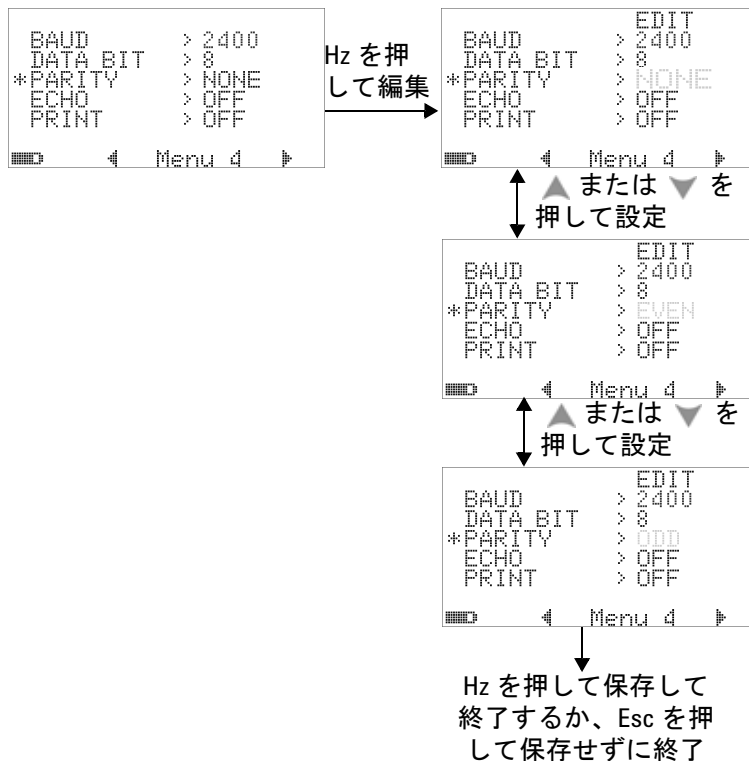 BAUD > 2400
DATA BIT > 8
*PARITY > NONE
ECHO > OFF
PRINT > OFF
Menu 4
Hz を押
して編集
EDIT
BAUD > 2400
DATA BIT > 8
*PARITY > NONE
ECHO > OFF
PRINT > OFF
Menu 4
または を
押して設定
EDIT
BAUD > 2400
DATA BIT > 8
*PARITY > EVEN
ECHO > OFF
PRINT > OFF
Menu 4
または を
押して設定
EDIT
BAUD > 2400
DATA BIT > 8
*PARITY > ODD
ECHO > OFF
PRINT > OFF
Menu 4
Hz を押して保存して
終了するか、Esc を押
して保存せずに終了